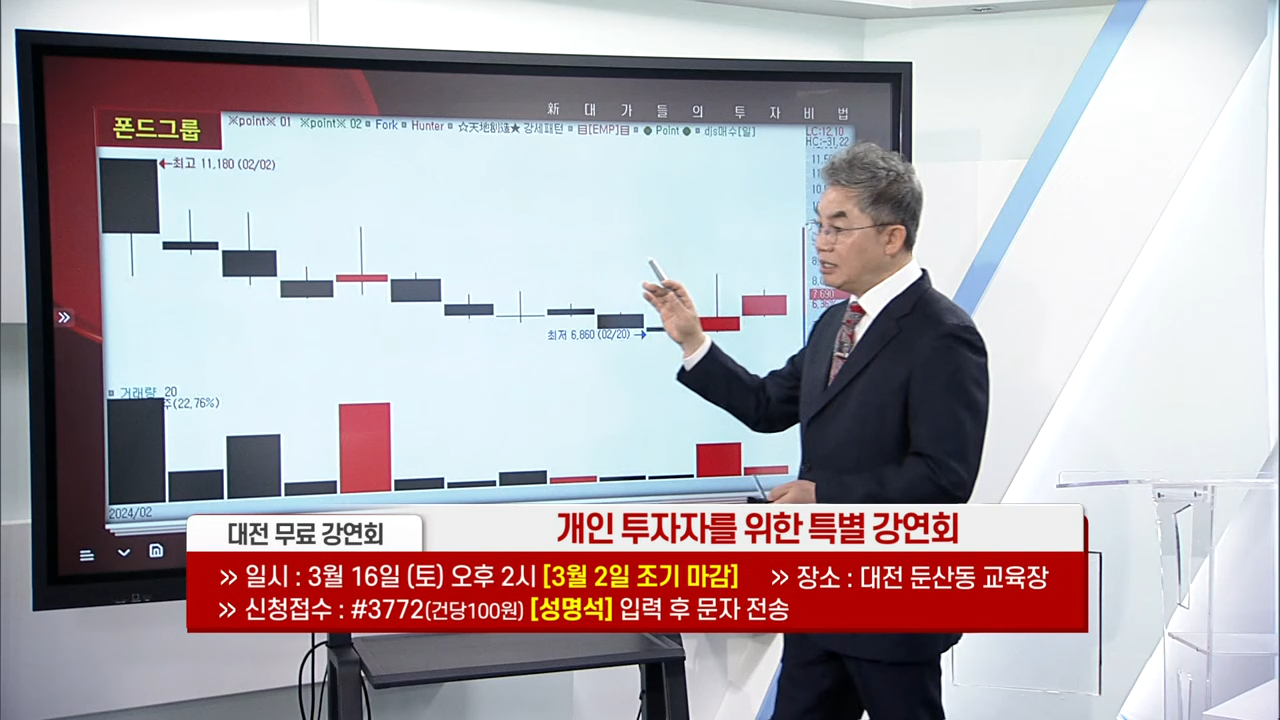 新 대 가 들 의 투 자 비 법
폰드그룹
※point※ 01 ※point※ 02 Fork Hunter ☆天地創造★ 강세패턴 [EMP] Point djs매수[일]
LC:12,10
HC:-31,22
←최고 11,180 (02/02)
7,690
최저 6,860 (02/20) →
거래량 20
주(22,76%)
2024/02
대전 무료 강연회
개인 투자자를 위한 특별 강연회
>> 일시 : 3월 16일 (토) 오후 2시 [3월 2일 조기 마감] >> 장소 : 대전 둔산동 교육장
>> 신청접수 : #3772(건당100원) [성명석] 입력 후 문자 전송